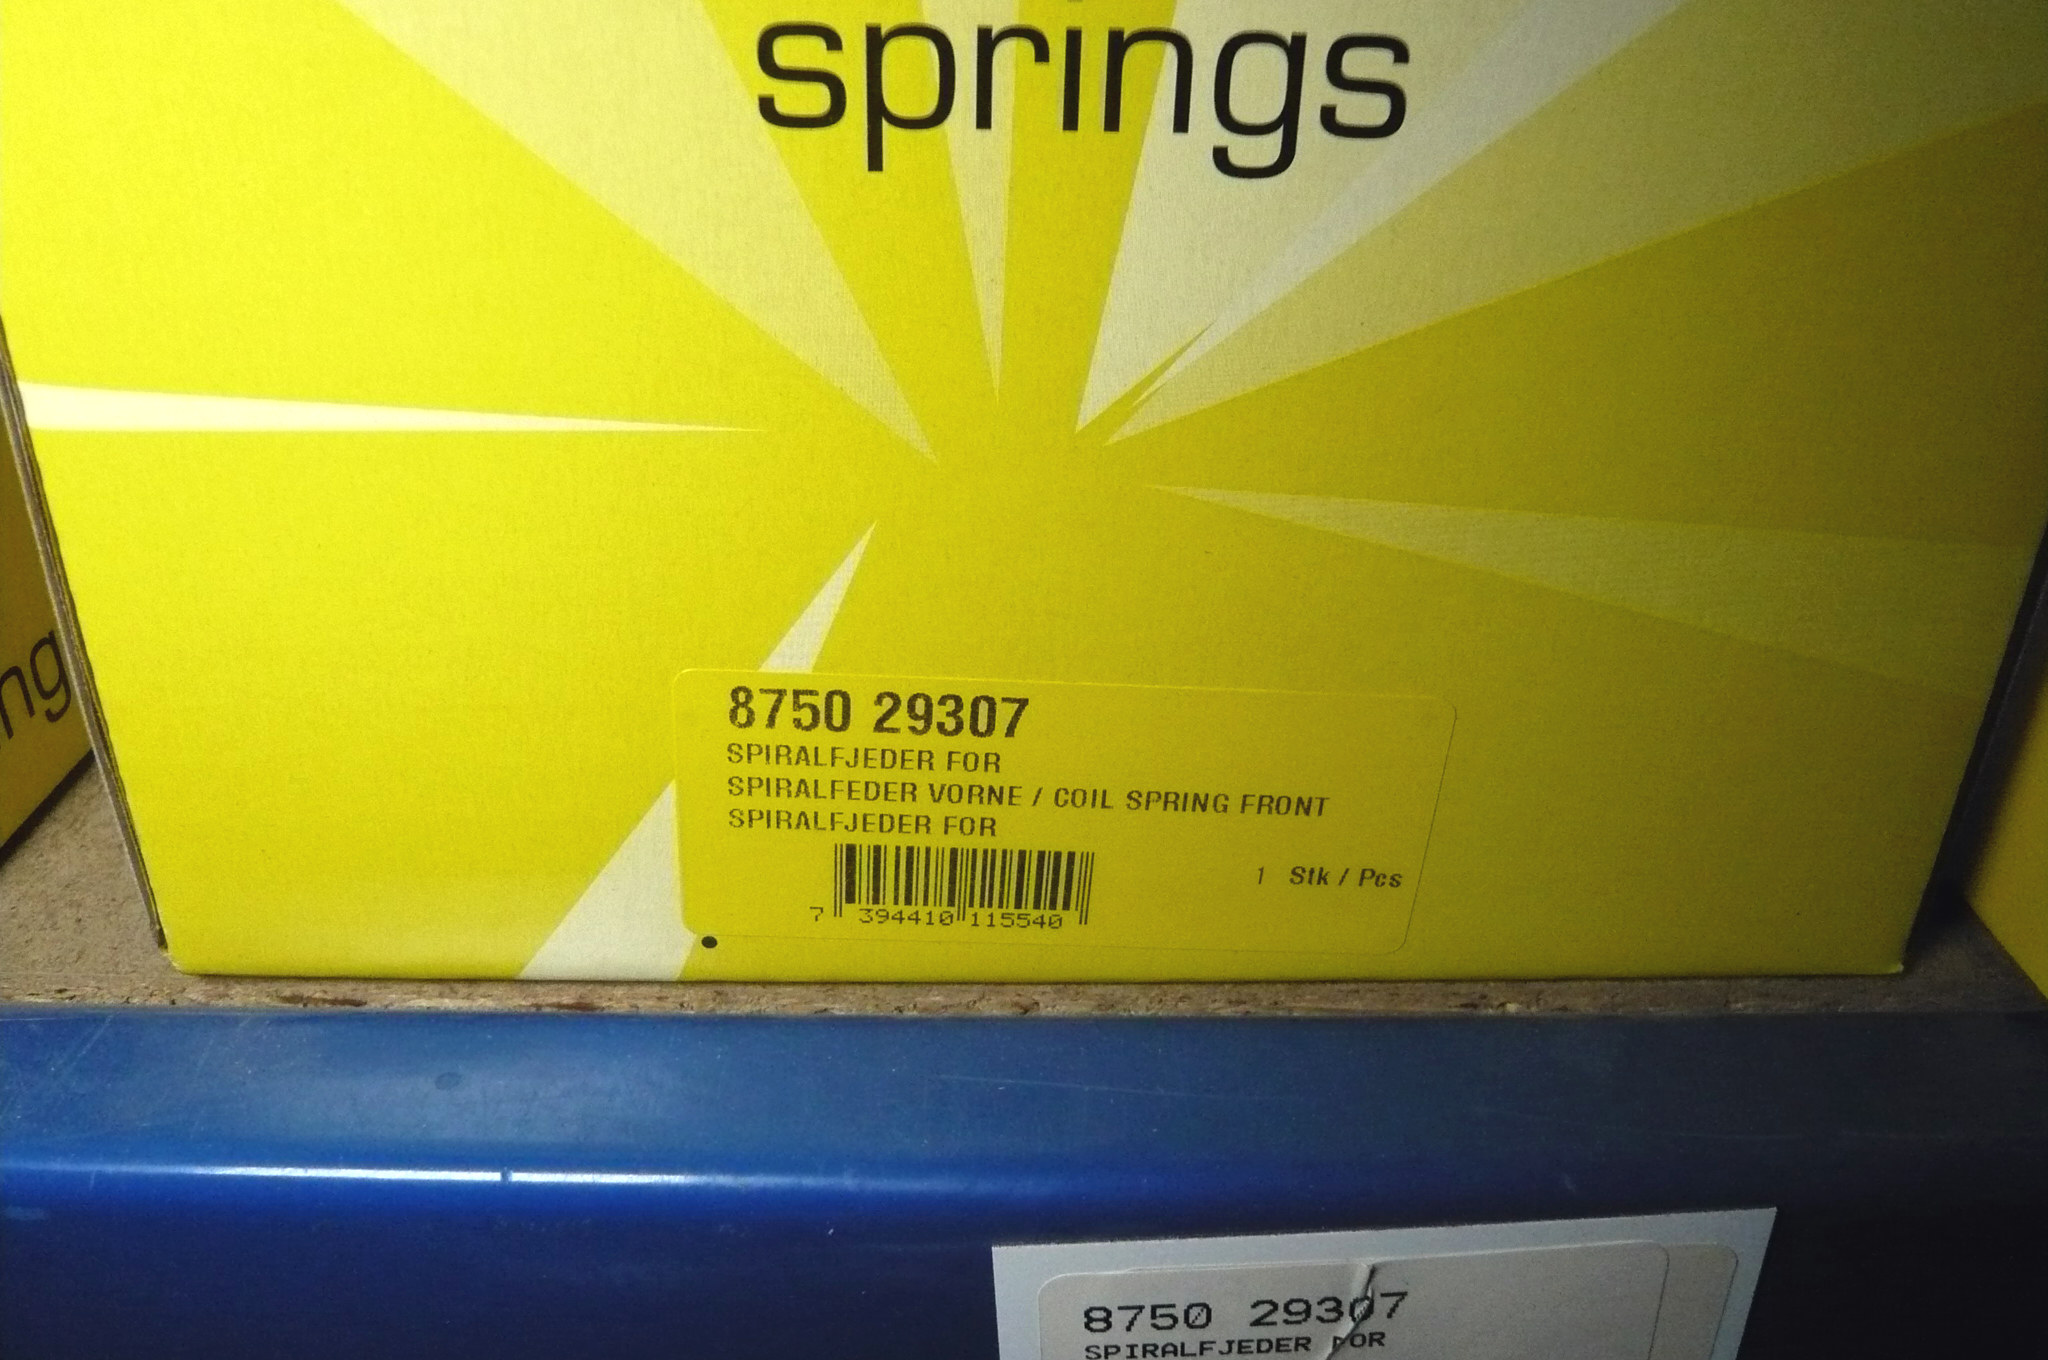 springs
ng
8750 29307
SPIRALFJEDER FOR
SPIRALFEDER VORNE / COIL SPRING FRONT
SPIRALFJEDER FOR
1 Stk / Pcs
7 394410 115540
8750 29307
SPIRALFJEDER FOR